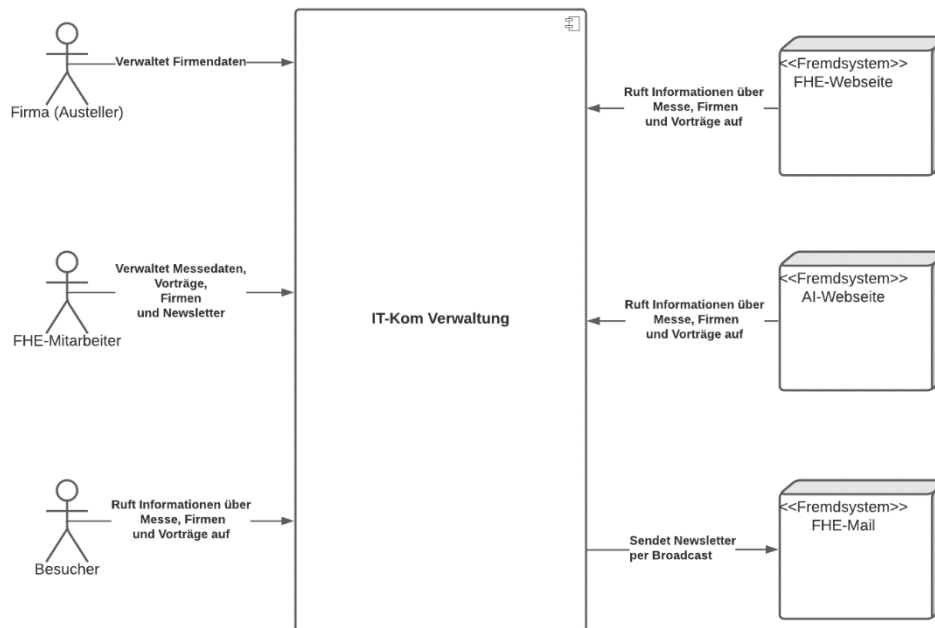 Verwaltet Firmendaten
Firma (Austeller)
Verwaltet Messedaten,
Vorträge,
Firmen
und Newsletter
FHE-Mitarbeiter
Ruft Informationen über
Messe, Firmen
und Vorträge auf
Besucher
IT-Kom Verwaltung
Ruft Informationen über
Messe, Firmen
und Vorträge auf
<<Fremdsystem>>
FHE-Webseite
Ruft Informationen über
Messe, Firmen
und Vorträge auf
<<Fremdsystem>>
AI-Webseite
Sendet Newsletter
per Broadcast
<<Fremdsystem>>
FHE-Mail